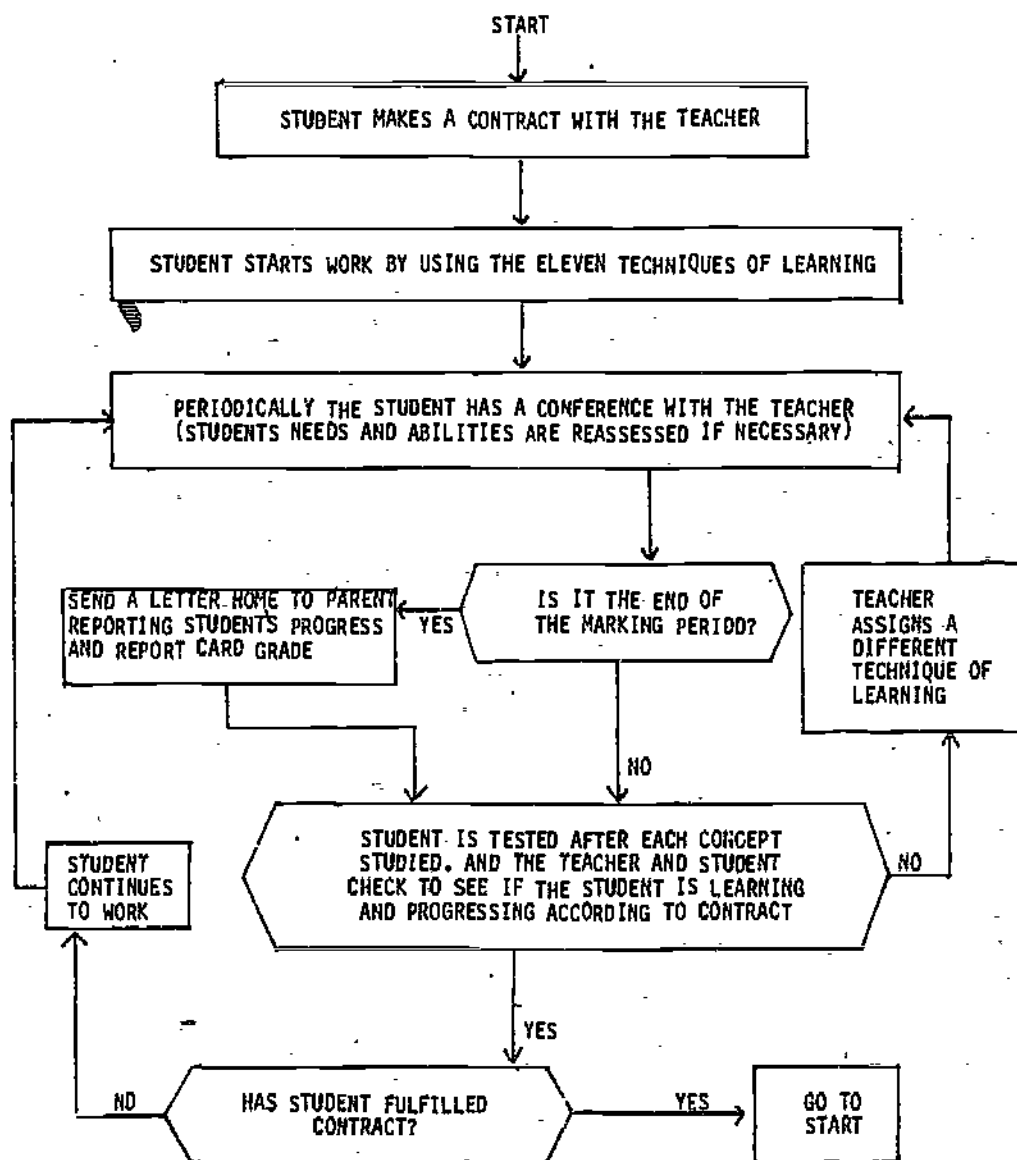 START
STUDENT MAKES A CONTRACT WITH THE TEACHER
STUDENT STARTS WORK BY USING THE ELEVEN TECHNIQUES OF LEARNING
PERIODICALLY THE STUDENT HAS A CONFERENCE WITH THE TEACHER
(STUDENTS NEEDS AND ABILITIES ARE REASSESSED IF NECESSARY)
IS IT THE END OF
THE MARKING PERIOD?
YES
SEND A LETTER HOME TO PARENT
REPORTING STUDENTS PROGRESS
AND REPORT CARD GRADE
TEACHER
ASSIGNS A
DIFFERENT
TECHNIQUE OF
LEARNING
NO
STUDENT IS TESTED AFTER EACH CONCEPT
STUDIED. AND THE TEACHER AND STUDENT
CHECK TO SEE IF THE STUDENT IS LEARNING
AND PROGRESSING ACCORDING TO CONTRACT
NO
STUDENT
CONTINUES
TO WORK
YES
NO
HAS STUDENT FULFILLED
CONTRACT?
YES
GO TO
START